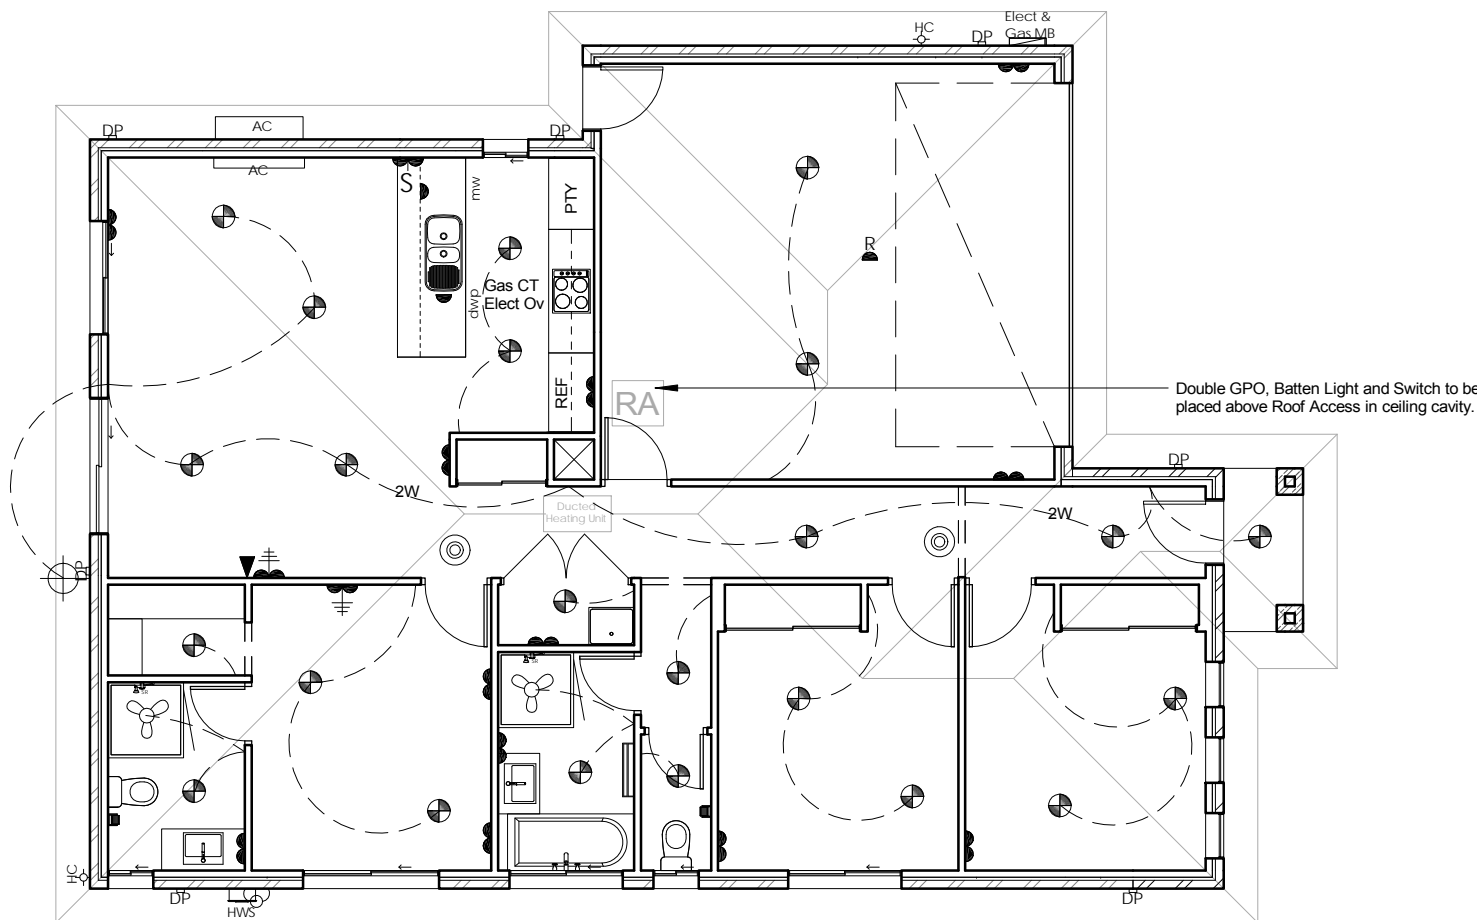 Elect &
Gas MB
HC
DP
DP
DP
AC
AC
S
mw
PTY
R
Gas CT
Elect Ov
dwp
REF
RA
Double GPO, Batten Light and Switch to be
placed above Roof Access in ceiling cavity.
DP
2W
Ducted
Heating Unit
2W
DP
SR
SR
HC
DP
HWS
DP